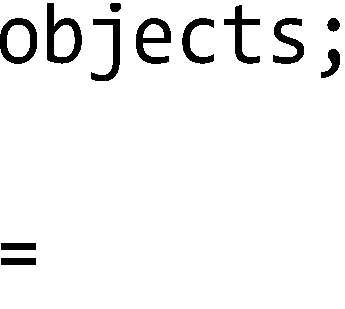 objects;
=